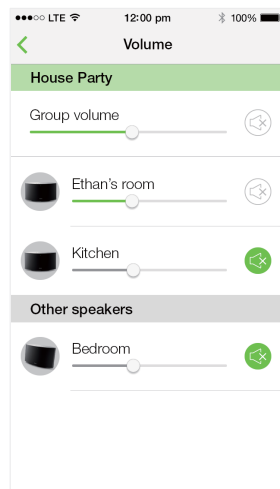 LTE 12:00 pm 100%
Volume
House Party
Group volume
Ethan's room
Kitchen
Other speakers
Bedroom